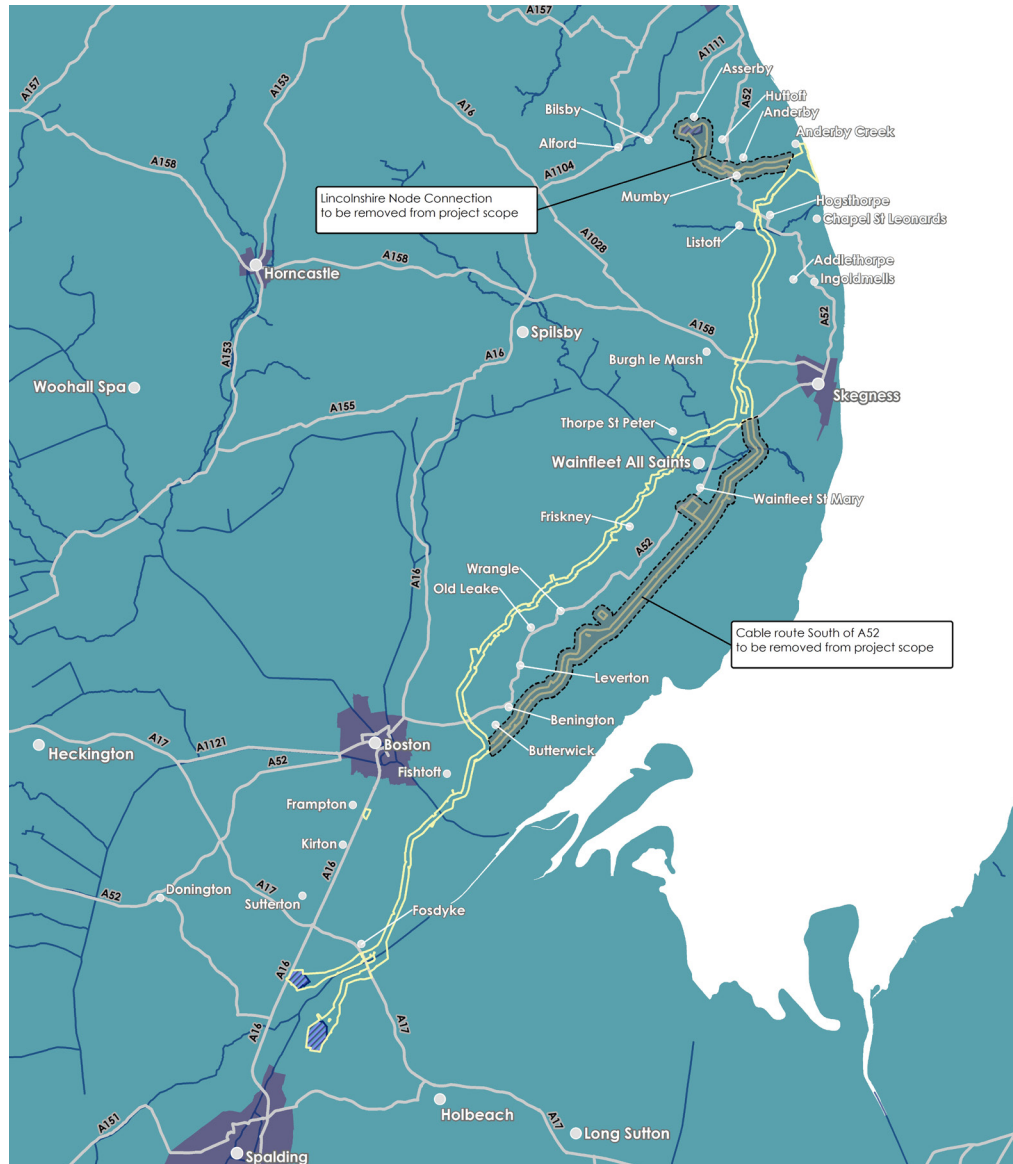 A157
A1111
Asserby
A157
A153
A16
A52
Huttoft
Bilsby
Anderby
Anderby Creek
Alford
A158
A1104
Lincolnshire Node Connection
to be removed from project scope
Mumby
Hogsthorpe
Chapel St Leonards
Listoft
A1028
A158
Addlethorpe
Horncastle
Ingoldmells
A52
A158
Spilsby
A153
A16
Burgh le Marsh
Woohall Spa
Skegness
A155
Thorpe St Peter
Wainfleet All Saints
Wainfleet St Mary
Friskney
A52
Wrangle
A16
Old Leake
Cable route South of A52
to be removed from project scope
Leverton
Benington
A17
Boston
Butterwick
Heckington
A1121
A52
Fishtoft
Frampton
Kirton
A16
A17
Donington
A52
Sutterton
Fosdyke
A16
A17
A16
Holbeach
A151
A17
Long Sutton
Spalding